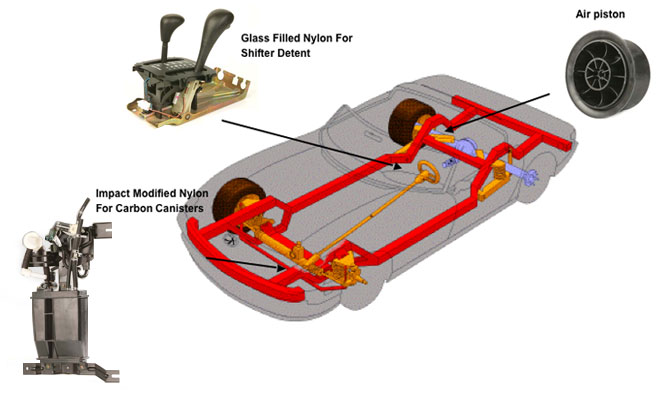 Air piston
Glass Filled Nylon For
Shifter Detent
Impact Modified Nylon
For Carbon Canisters